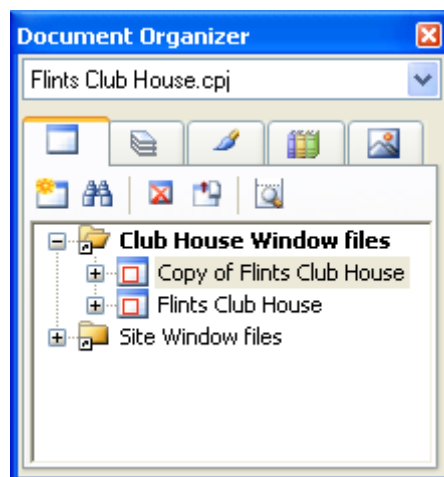 Document Organizer
Flints Club House.cpj
Club House Window files
Copy of Flints Club House
Flints Club House
Site Window files